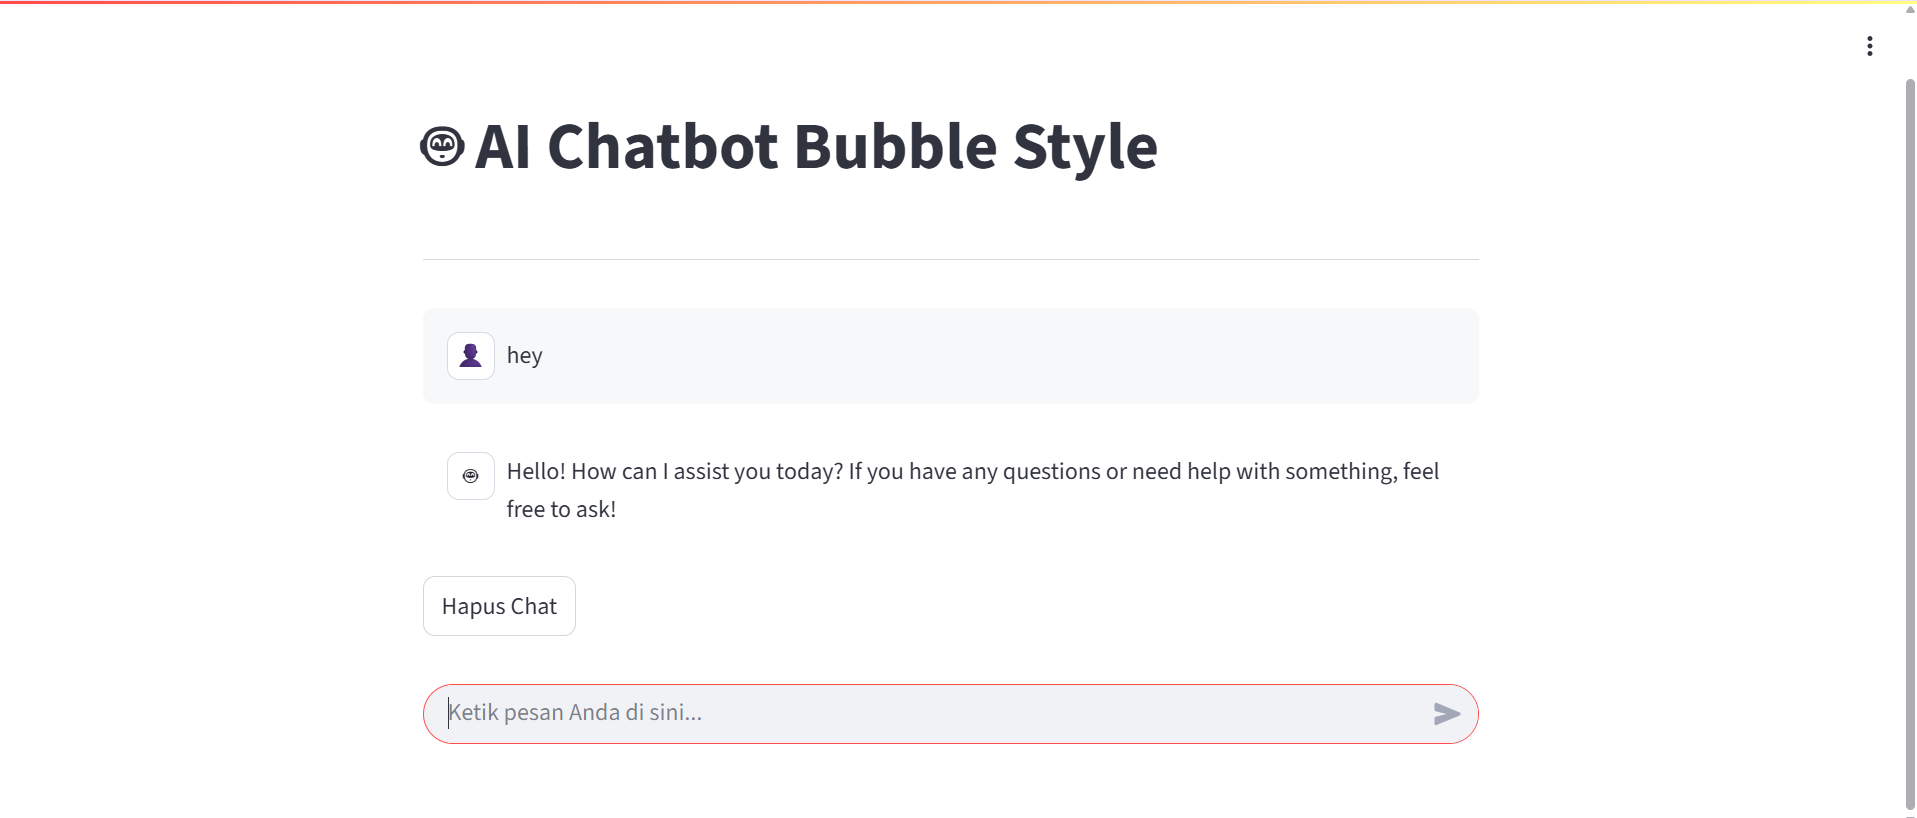 AI Chatbot Bubble Style
hey
Hello! How can I assist you today? If you have any questions or need help with something, feel
free to ask!
Hapus Chat
Ketik pesan Anda di sini...